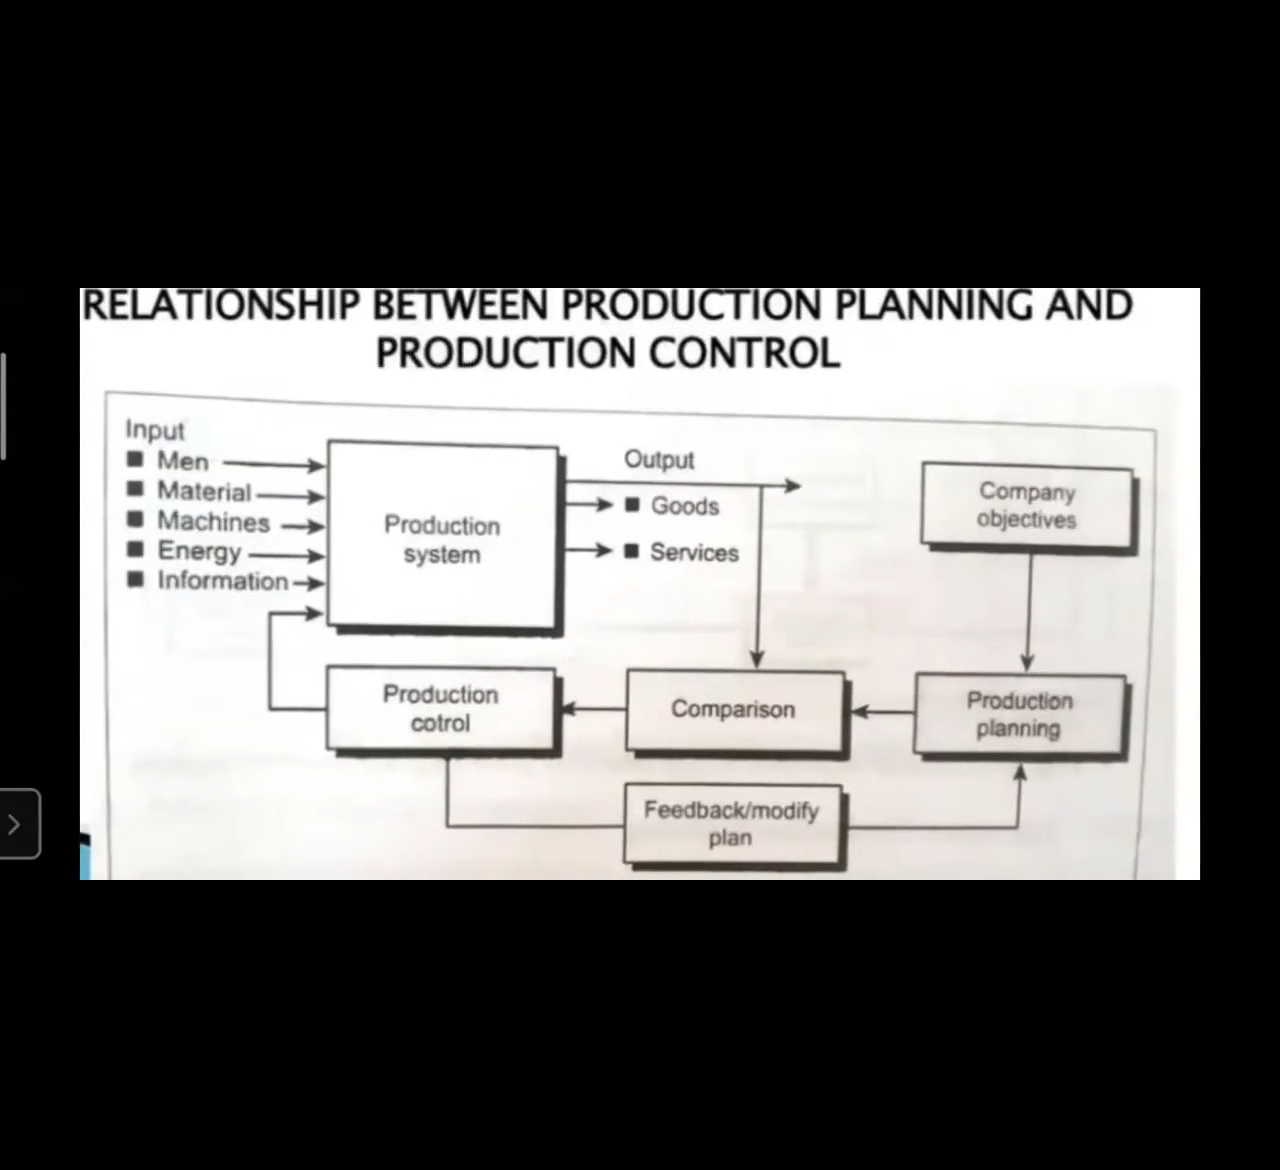 RELATIONSHIP BETWEEN PRODUCTION PLANNING AND
PRODUCTION CONTROL
Input
Men
Material
Machines
Energy
Information
Production
system
Output
Goods
Services
Company
objectives
Production
cotrol
Comparison
Production
planning
Feedback/modify
plan